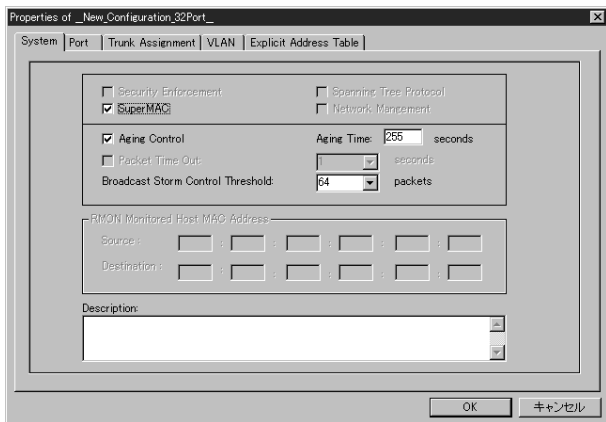 Properties of _New_Configuration_32Port_
System Port Trunk Assignment VLAN Explicit Address Table
Security Enforcement Spanning Tree Protocol
SuperMAC Network Mangement
Aging Control Aging Time: 255 seconds
Packet Time Out: 1 seconds
Broadcast Storm Control Threshold: 64 packets
RMON Monitored Host MAC Address
Source : : : : : :
Destination : : : : : :
Description:
OK キャンセル